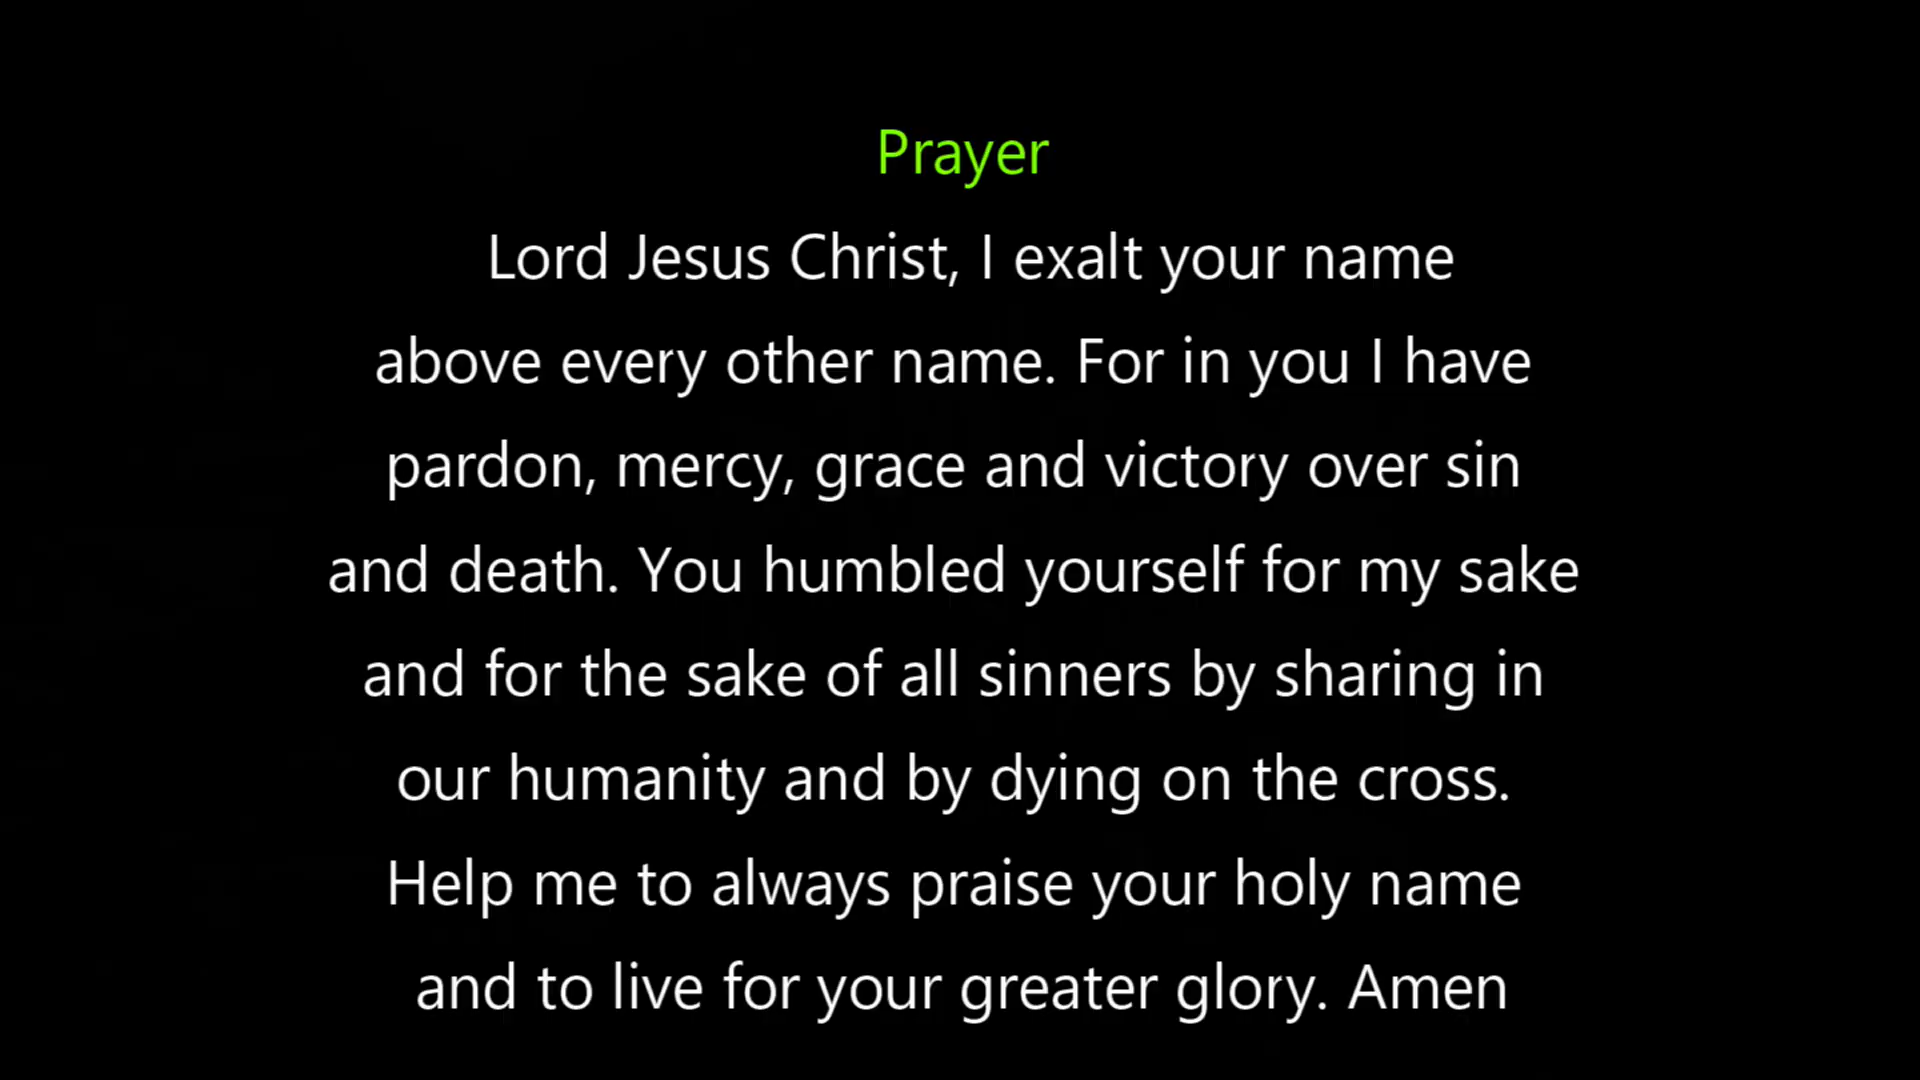 Prayer
Lord Jesus Christ, I exalt your name
above every other name. For in you I have
pardon, mercy, grace and victory over sin
and death. You humbled yourself for my sake
and for the sake of all sinners by sharing in
our humanity and by dying on the cross.
Help me to always praise your holy name
and to live for your greater glory. Amen